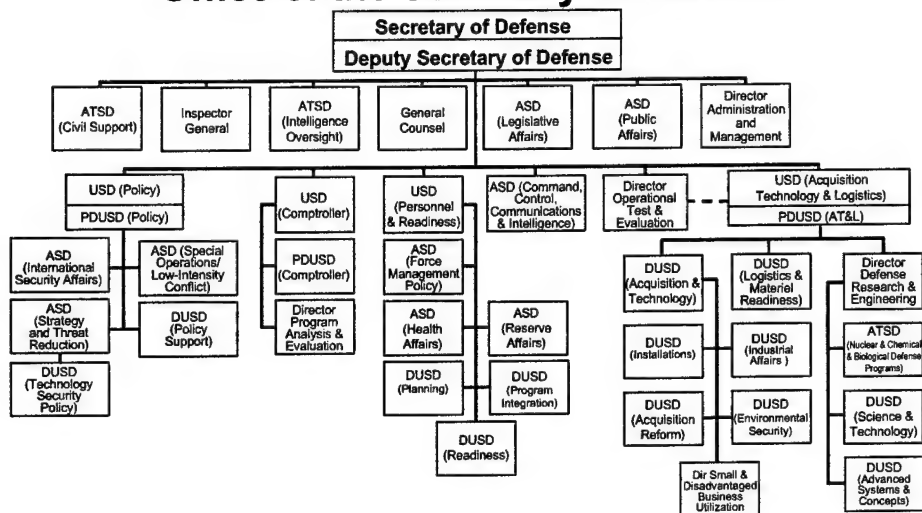 Secretary of Defense
Deputy Secretary of Defense
ATSD
(Civil Support)
Inspector
General
ATSD
(Intelligence
Oversight)
General
Counsel
ASD
(Legislative
Affairs)
ASD
(Public
Affairs)
Director
Administration
and
Management
USD (Policy)
PDUSD (Policy)
USD
(Comptroller)
USD
(Personnel
& Readiness)
ASD (Command,
Control,
Communications
& Intelligence)
Director
Operational
Test &
Evaluation
USD (Acquisition
Technology & Logistics)
PDUSD (AT&L)
ASD
(International
Security Affairs)
ASD (Special
Operations/
Low-Intensity
Conflict)
PDUSD
(Comptroller)
ASD
(Force
Management
Policy)
DUSD
(Acquisition &
Technology)
DUSD
(Logistics &
Materiel
Readiness)
Director
Defense
Research &
Engineering
ASD
(Strategy
and Threat
Reduction)
DUSD
(Policy
Support)
Director
Program
Analysis &
Evaluation
ASD
(Health
Affairs)
ASD
(Reserve
Affairs)
DUSD
(Installations)
DUSD
(Industrial
Affairs )
ATSD
(Nuclear & Chemical
& Biological Defense
Programs)
DUSD
(Technology
Security
Policy)
DUSD
(Planning)
DUSD
(Program
Integration)
DUSD
(Acquisition
Reform)
DUSD
(Environmental
Security)
DUSD
(Science &
Technology)
DUSD
(Readiness)
Dir Small &
Disadvantaged
Business
Utilization
DUSD
(Advanced
Systems &
Concepts)